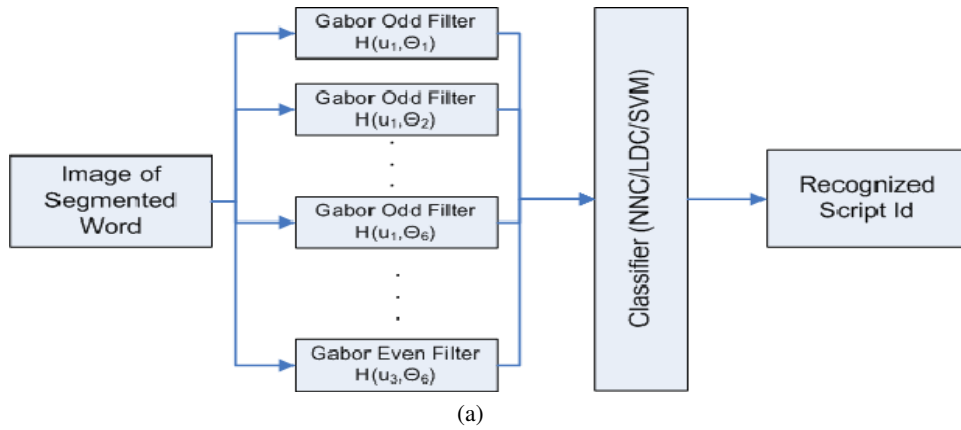 Image of
Segmented
Word
Gabor Odd Filter
H(u₁,Θ₁)
Gabor Odd Filter
H(u₁,Θ₂)
.
.
.
Gabor Odd Filter
H(u₁,Θ₆)
.
.
.
Gabor Even Filter
H(u₃,Θ₆)
Classifier (NNC/LDC/SVM)
Recognized
Script Id
(a)